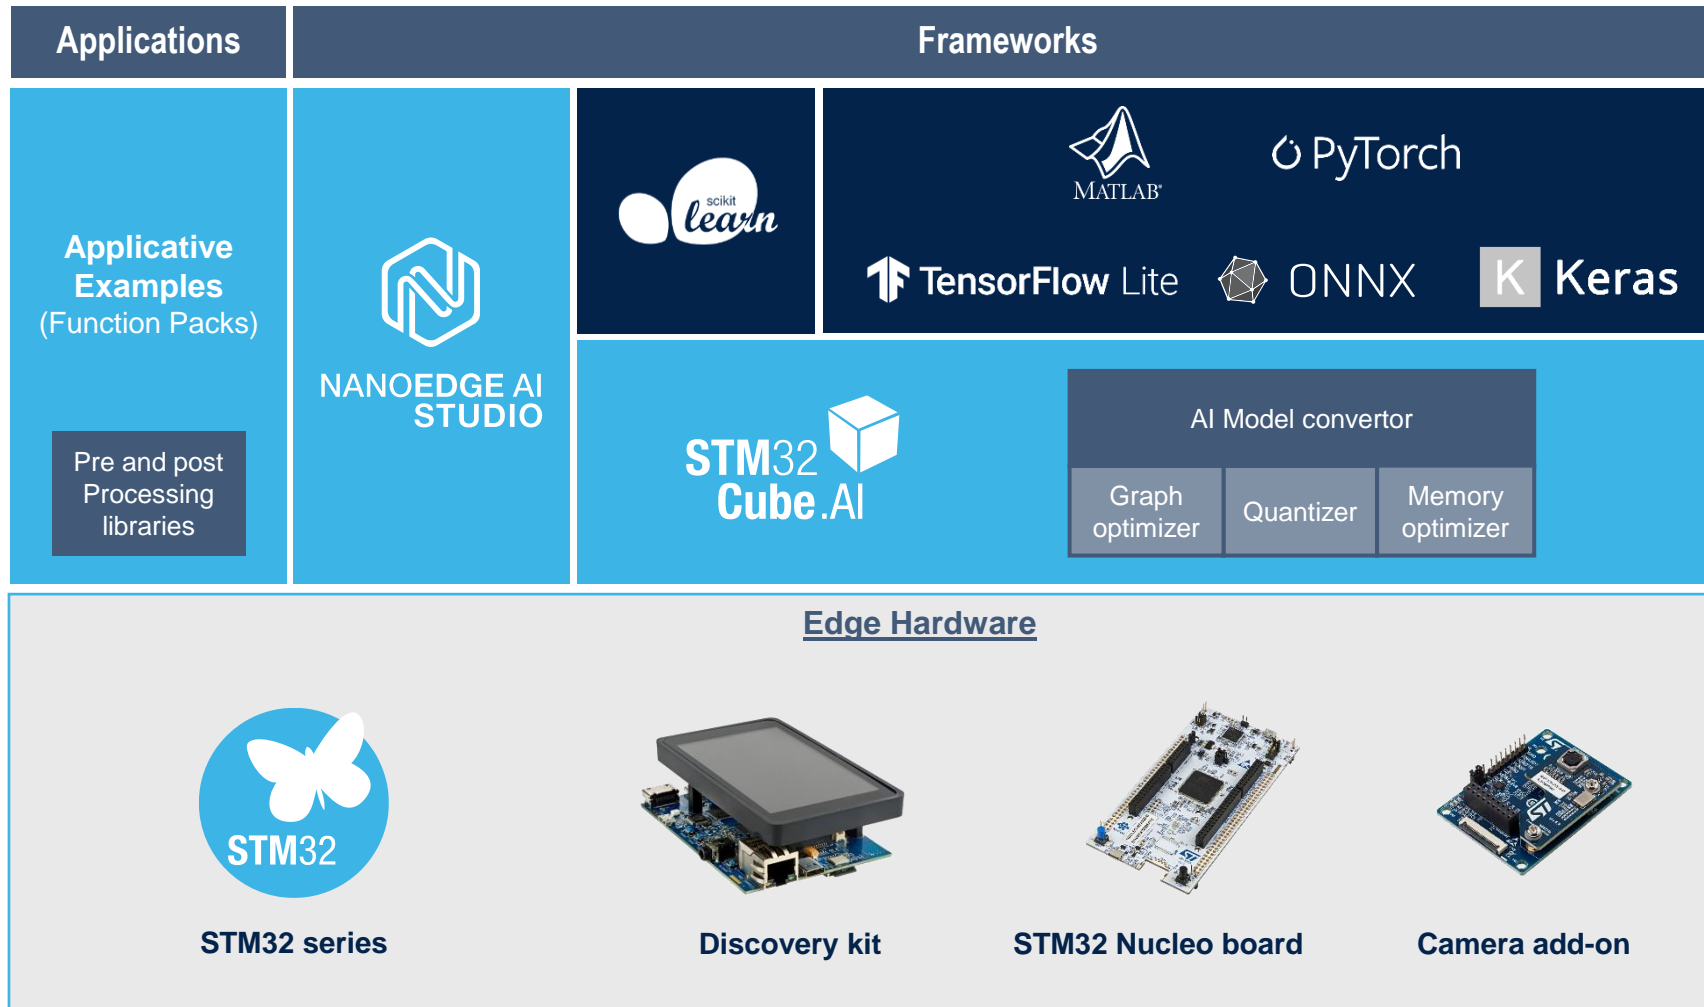 Applications
Frameworks
Applicative
Examples
(Function Packs)
Pre and post
Processing
libraries
NANOEDGE AI
STUDIO
scikit
learn
MATLAB®
PyTorch
TensorFlow Lite
ONNX
K Keras
STM32
Cube.AI
AI Model convertor
Graph
optimizer
Quantizer
Memory
optimizer
Edge Hardware
STM32
STM32 series
Discovery kit
STM32 Nucleo board
Camera add-on